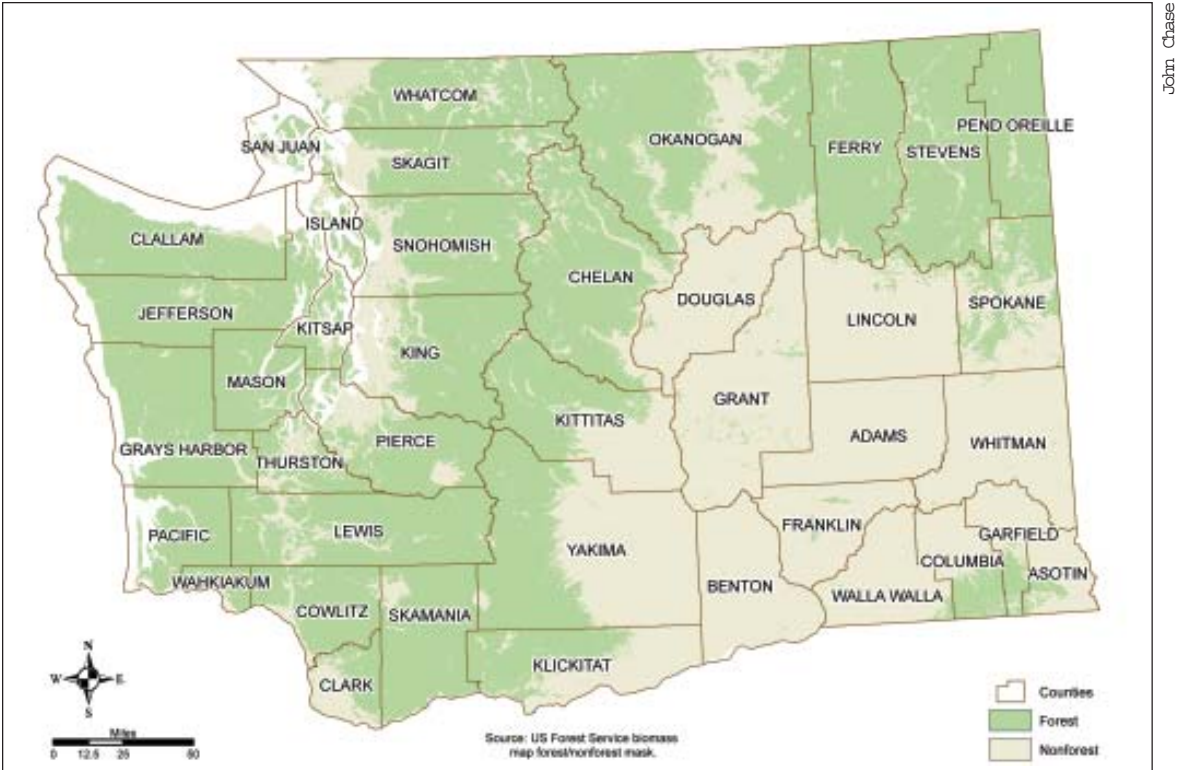 John Chase
WHATCOM
SAN JUAN
SKAGIT
OKANOGAN
FERRY
STEVENS
PEND OREILLE
ISLAND
CLALLAM
SNOHOMISH
CHELAN
DOUGLAS
LINCOLN
SPOKANE
JEFFERSON
KITSAP
KING
MASON
GRANT
KITTITAS
ADAMS
WHITMAN
GRAYS HARBOR
THURSTON
PIERCE
PACIFIC
LEWIS
YAKIMA
FRANKLIN
GARFIELD
COLUMBIA
ASOTIN
WAHKIAKUM
COWLITZ
SKAMANIA
BENTON
WALLA WALLA
KLICKITAT
CLARK
N
W E
S
Miles
0 12.5 25 50
Source: US Forest Service biomass
map forest/nonforest mask.
Counties
Forest
Nonforest